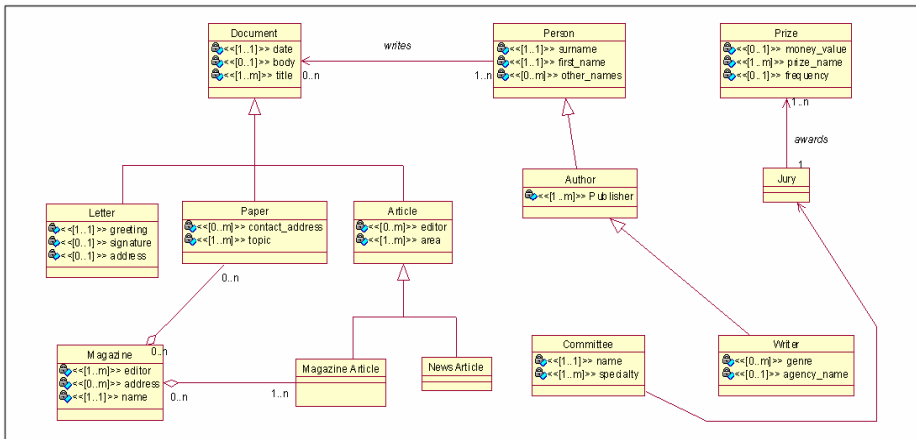 Document
<<[1..1]>> date
<<[0..1]>> body
<<[1..m]>> title
writes
0..n
1..n
Person
<<[1..1]>> surname
<<[1..1]>> first_name
<<[0..m]>> other_names
Prize
<<[0..1]>> money_value
<<[1..m]>> prize_name
<<[0..1]>> frequency
1..n
awards
1
Jury
Author
<<[1..m]>> Publisher
Letter
<<[1..1]>> greeting
<<[0..1]>> signature
<<[0..1]>> address
Paper
<<[0..m]>> contact_address
<<[1..m]>> topic
0..n
Article
<<[0..m]>> editor
<<[1..m]>> area
0..n
Magazine
<<[1..m]>> editor
<<[0..m]>> address
<<[1..1]>> name
0..n
1..n
Magazine Article
News Article
Committee
<<[1..1]>> name
<<[1..m]>> specialty
Writer
<<[0..m]>> genre
<<[0..1]>> agency_name